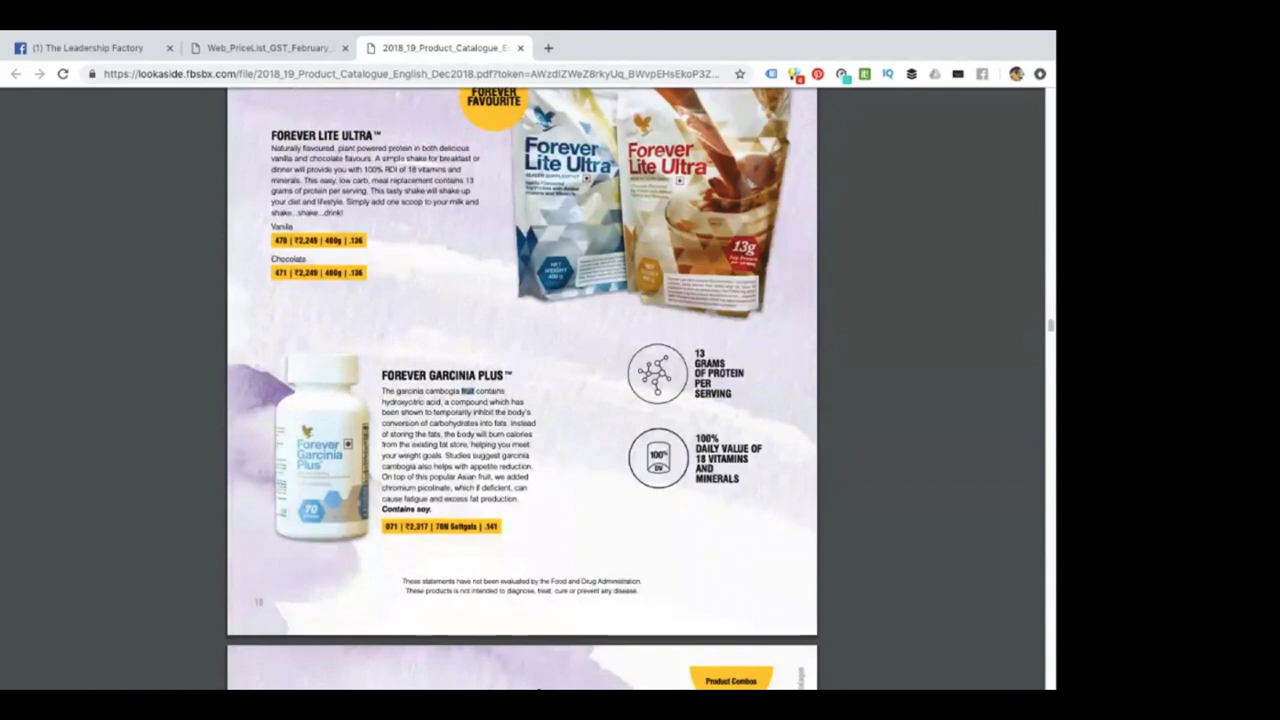 (1) The Leadership Factory
Web_PriceList_GST_February_
2018_19_Product_Catalogue_E
https://lookaside.fbsbx.com/file/2018_19_Product_Catalogue_English_Dec2018.pdf?token=AWzdIZWeZ8rkyUq_BWvpEHsEkoP3Z...
FOREVER
FAVOURITE
FOREVER LITE ULTRA™
Naturally flavoured, plant powered protein in both delicious
vanilla and chocolate flavours. A simple shake for breakfast or
dinner will provide you with 100% RDI of 18 vitamins and
minerals. This easy, low carb, meal replacement contains 13
grams of protein per serving. This tasty shake will shake up
your diet and lifestyle. Simply add one scoop to your milk and
shake...shake...drink!
Vanilla
470 | ₹2,249 | 400g | .136
Chocolate
471 | ₹2,249 | 400g | .136
Forever
Lite Ultra™
NET
WEIGHT
400 g
Forever
Lite Ultra™
13g
FOREVER GARCINIA PLUS™
The garcinia cambogia fruit contains
hydroxycitric acid, a compound which has
been shown to temporarily inhibit the body's
conversion of carbohydrates into fats. Instead
of storing the fats, the body will burn calories
from the existing fat store, helping you meet
your weight goals. Studies suggest garcinia
cambogia also helps with appetite reduction.
On top of this popular Asian fruit, we added
chromium picolinate, which if deficient, can
cause fatigue and excess fat production.
Contains soy.
071 | ₹2,317 | 70N Softgels | .141
Forever
Garcinia
Plus
70
13
GRAMS
OF PROTEIN
PER
SERVING
100%
DV
100%
DAILY VALUE OF
18 VITAMINS
AND
MINERALS
These statements have not been evaluated by the Food and Drug Administration.
These products is not intended to diagnose, treat, cure or prevent any disease.
18
Product Combos